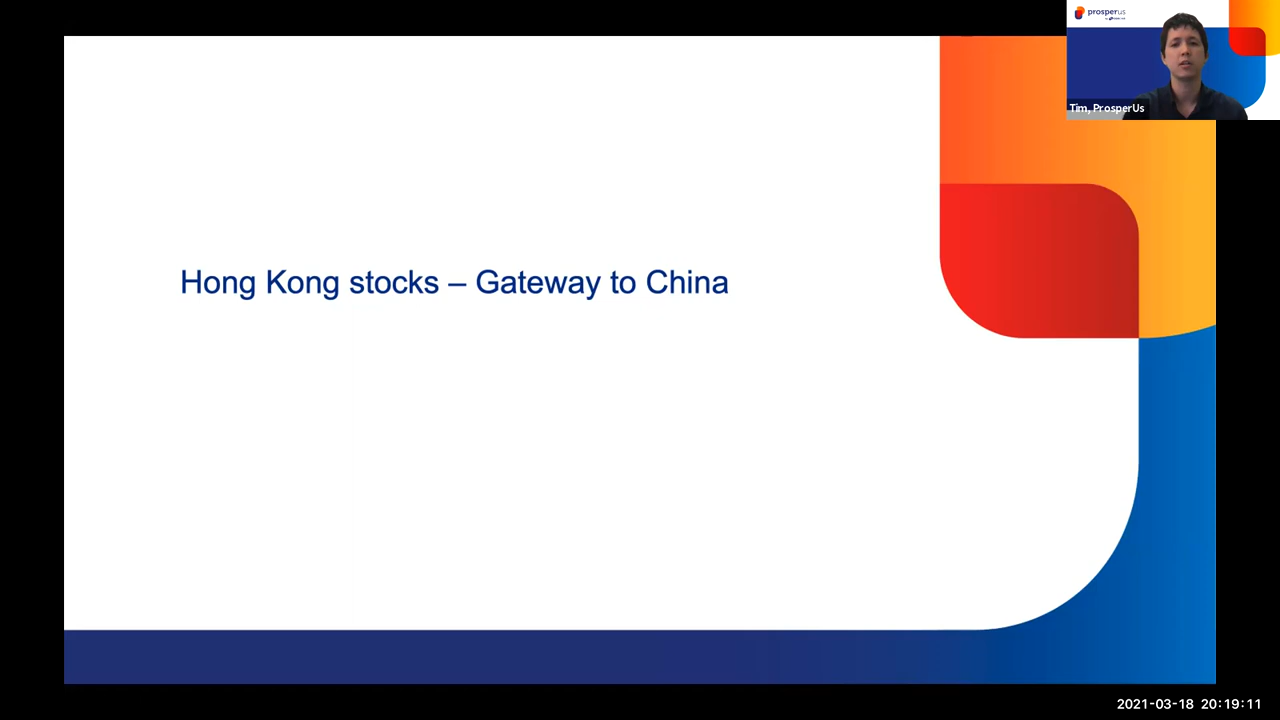 prosperus
Tim, ProsperUs
Hong Kong stocks – Gateway to China
2021-03-18 20:19:11